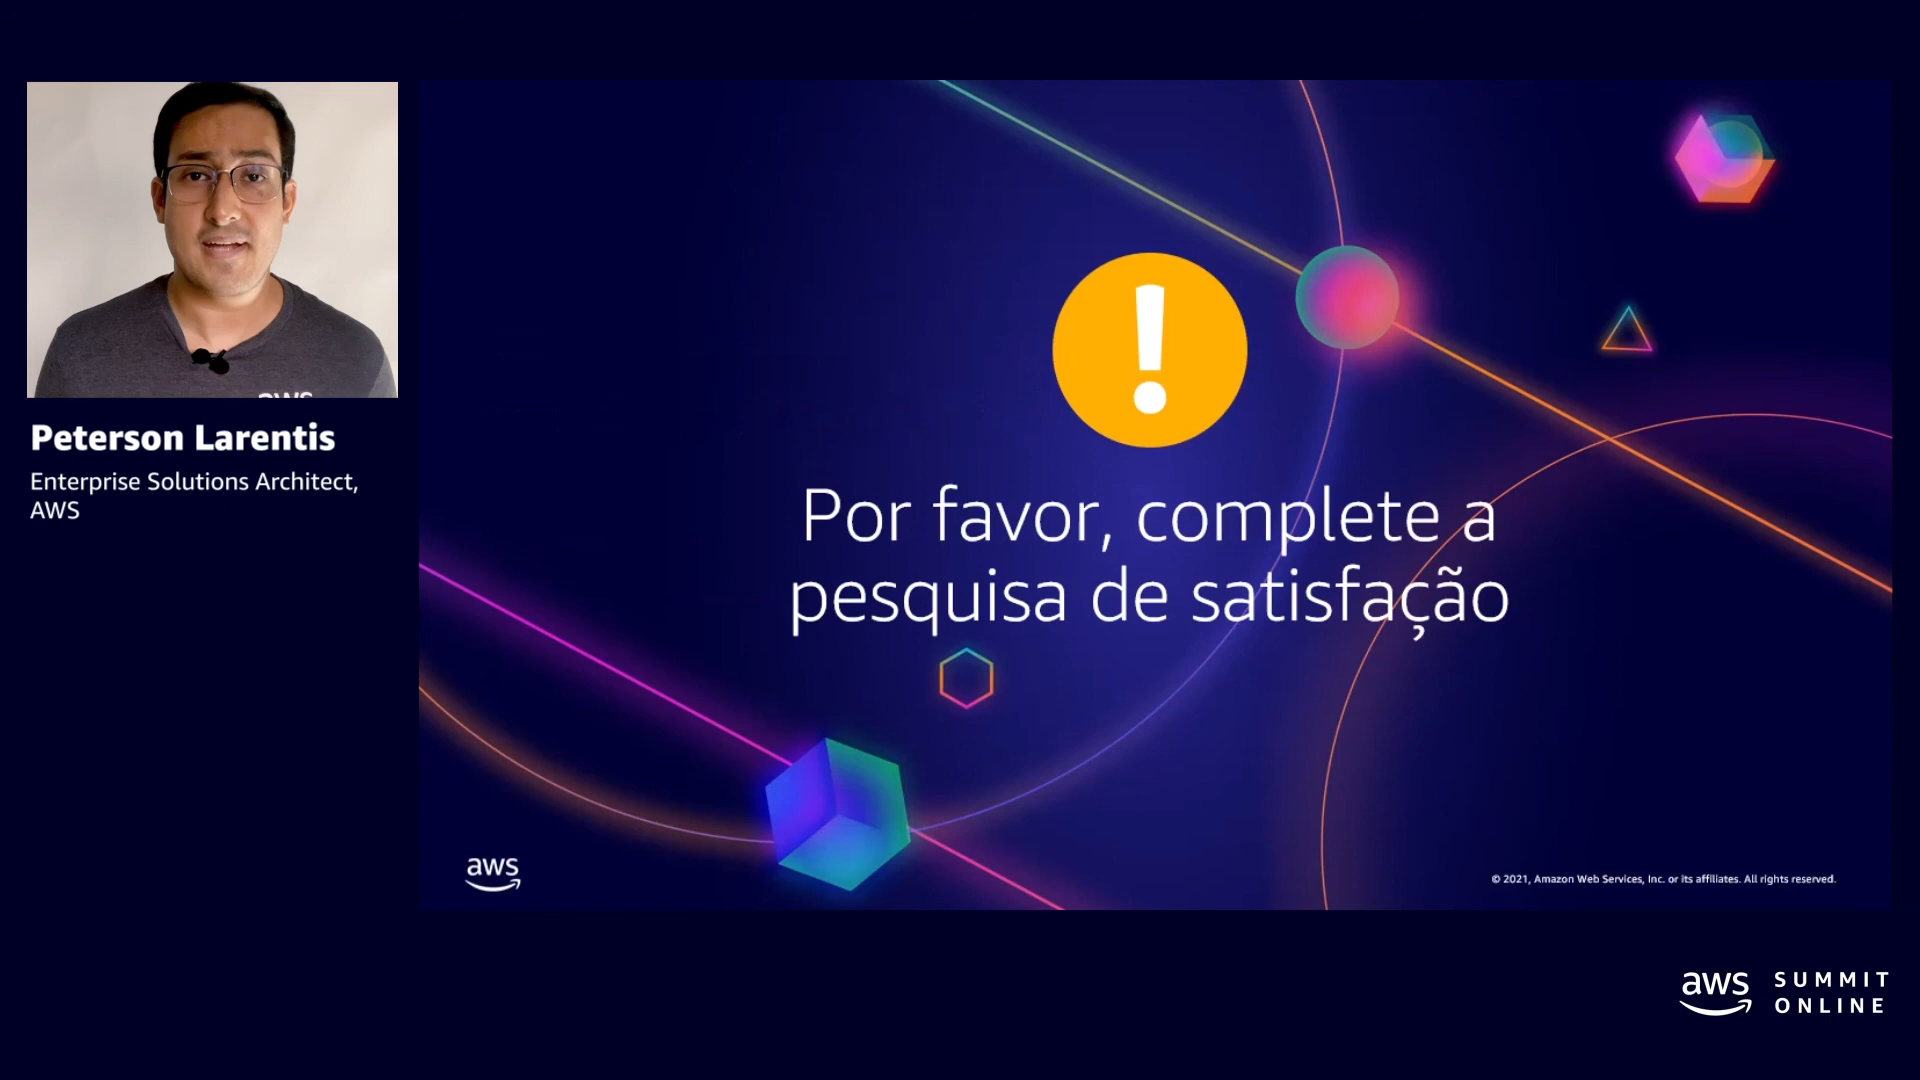 aws
Peterson Larentis
Enterprise Solutions Architect,
AWS
!
Por favor, complete a
pesquisa de satisfação
aws
© 2021, Amazon Web Services, Inc. or its affiliates. All rights reserved.
aws SUMMIT
ONLINE